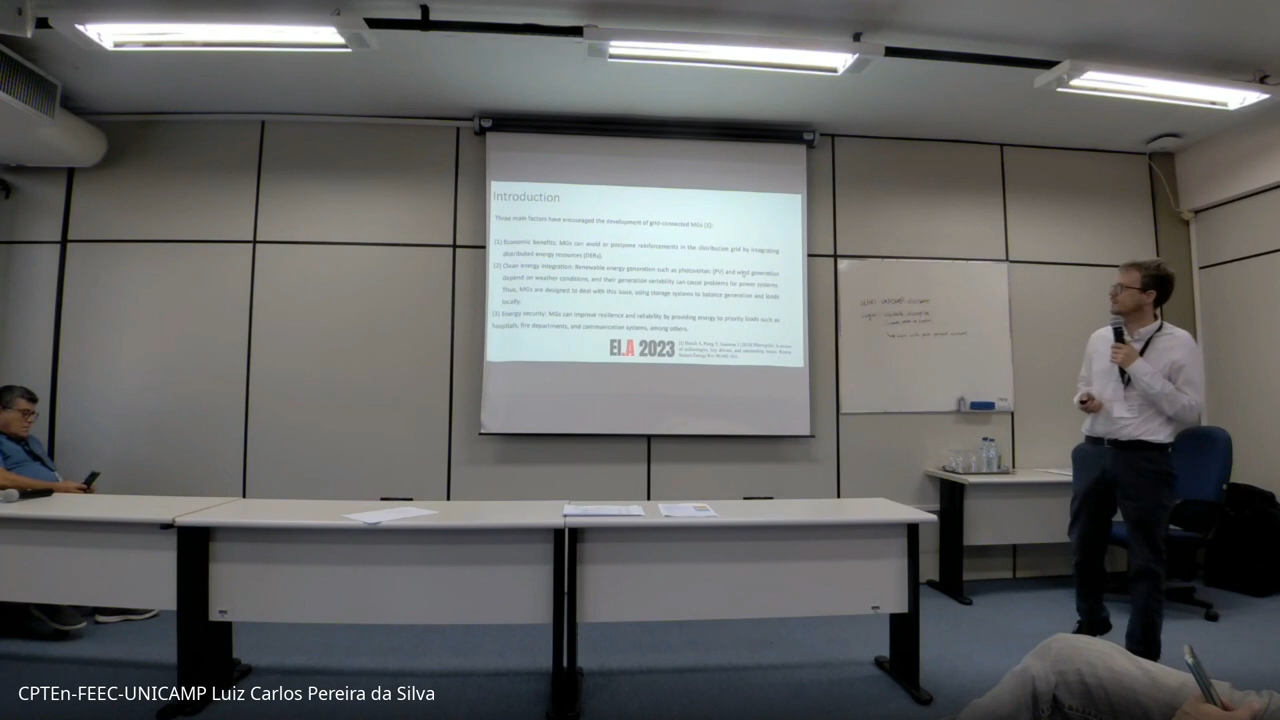 Introduction
Three main factors have encouraged the development of grid-connected MGs [1]:
(1) Economic benefits: MGs can avoid or postpone reinforcements in the distribution grid by integrating
distributed energy resources (DERs).
(2) Clean energy integration: Renewable energy generation such as photovoltaic (PV) and wind generation
depend on weather conditions, and their generation variability can cause problems for power systems.
Thus, MGs are designed to deal with this issue, using storage systems to balance generation and loads
locally.
(3) Energy security: MGs can improve resilience and reliability by providing energy to priority loads such as
hospitals, fire departments, and communication systems, among others.
EI.A 2023
CPTEn-FEEC-UNICAMP Luiz Carlos Pereira da Silva